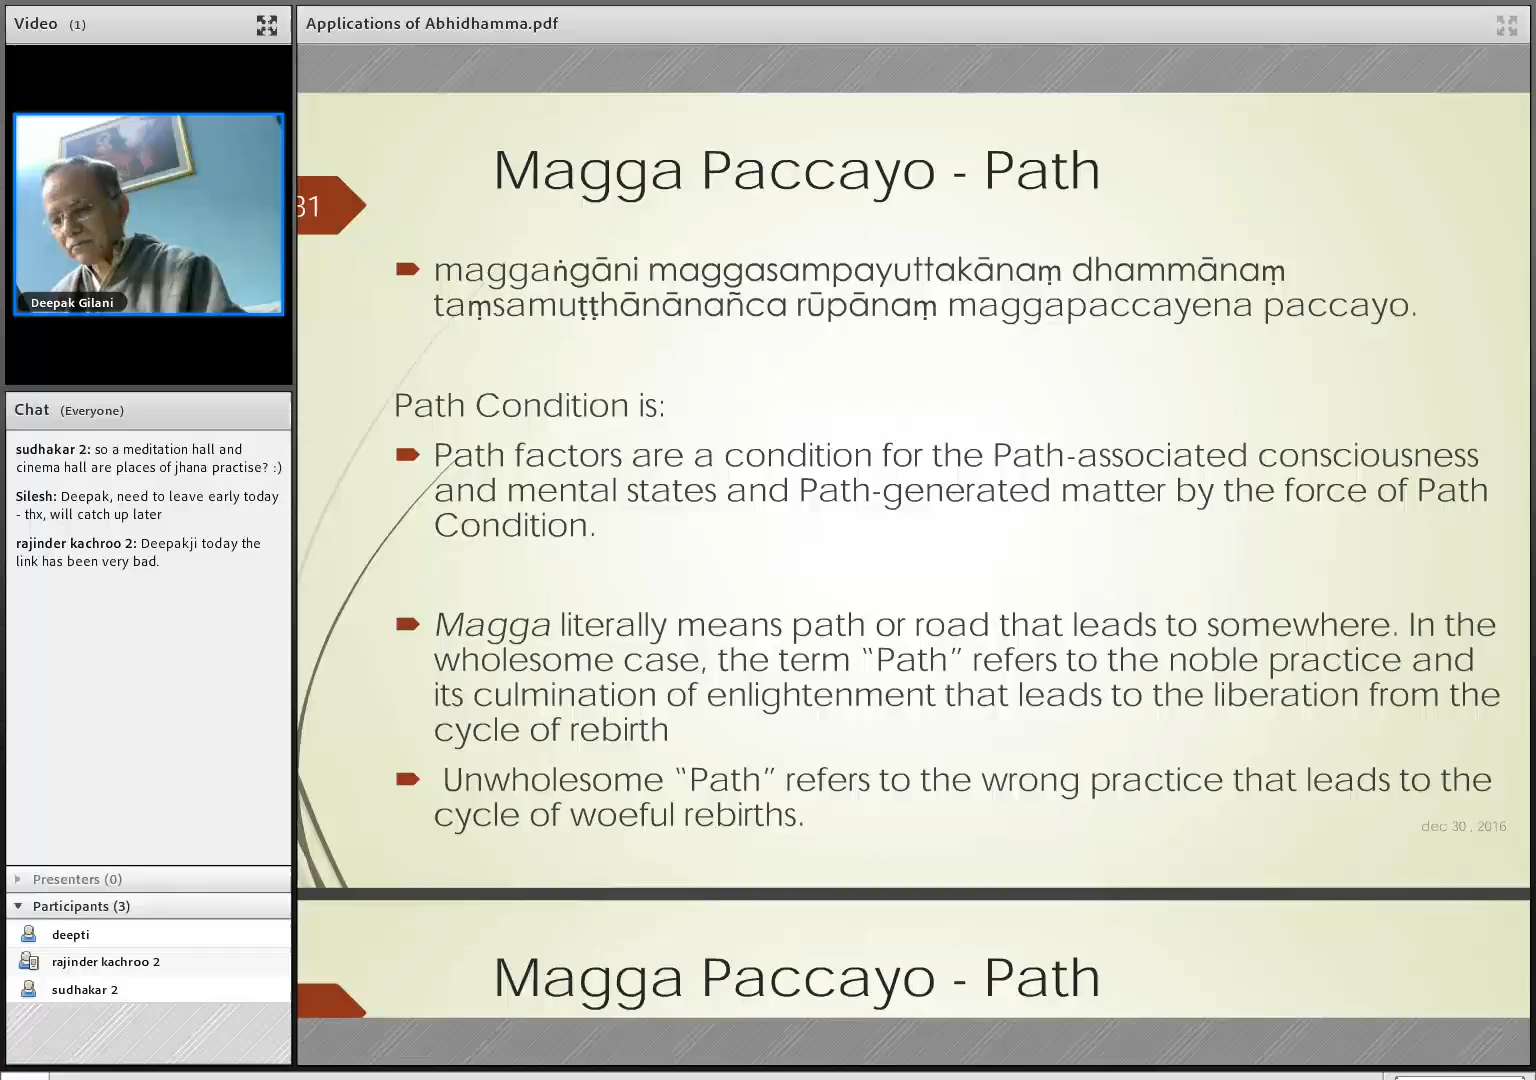 Video (1)
Deepak Gilani
Chat (Everyone)
sudhakar 2: so a meditation hall and
cinema hall are places of jhana practise? :)
Silesh: Deepak, need to leave early today
- thx, will catch up later
rajinder kachroo 2: Deepakji today the
link has been very bad.
Presenters (0)
Participants (3)
deepti
rajinder kachroo 2
sudhakar 2
Applications of Abhidhamma.pdf
Magga Paccayo - Path
31
maggaṅgāni maggasampayuttakānaṃ dhammānaṃ
taṃsamuṭṭhānānañca rūpānaṃ maggapaccayena paccayo.
Path Condition is:
Path factors are a condition for the Path-associated consciousness
and mental states and Path-generated matter by the force of Path
Condition.
Magga literally means path or road that leads to somewhere. In the
wholesome case, the term “Path” refers to the noble practice and
its culmination of enlightenment that leads to the liberation from the
cycle of rebirth
Unwholesome “Path” refers to the wrong practice that leads to the
cycle of woeful rebirths.
dec 30 , 2016
Magga Paccayo - Path